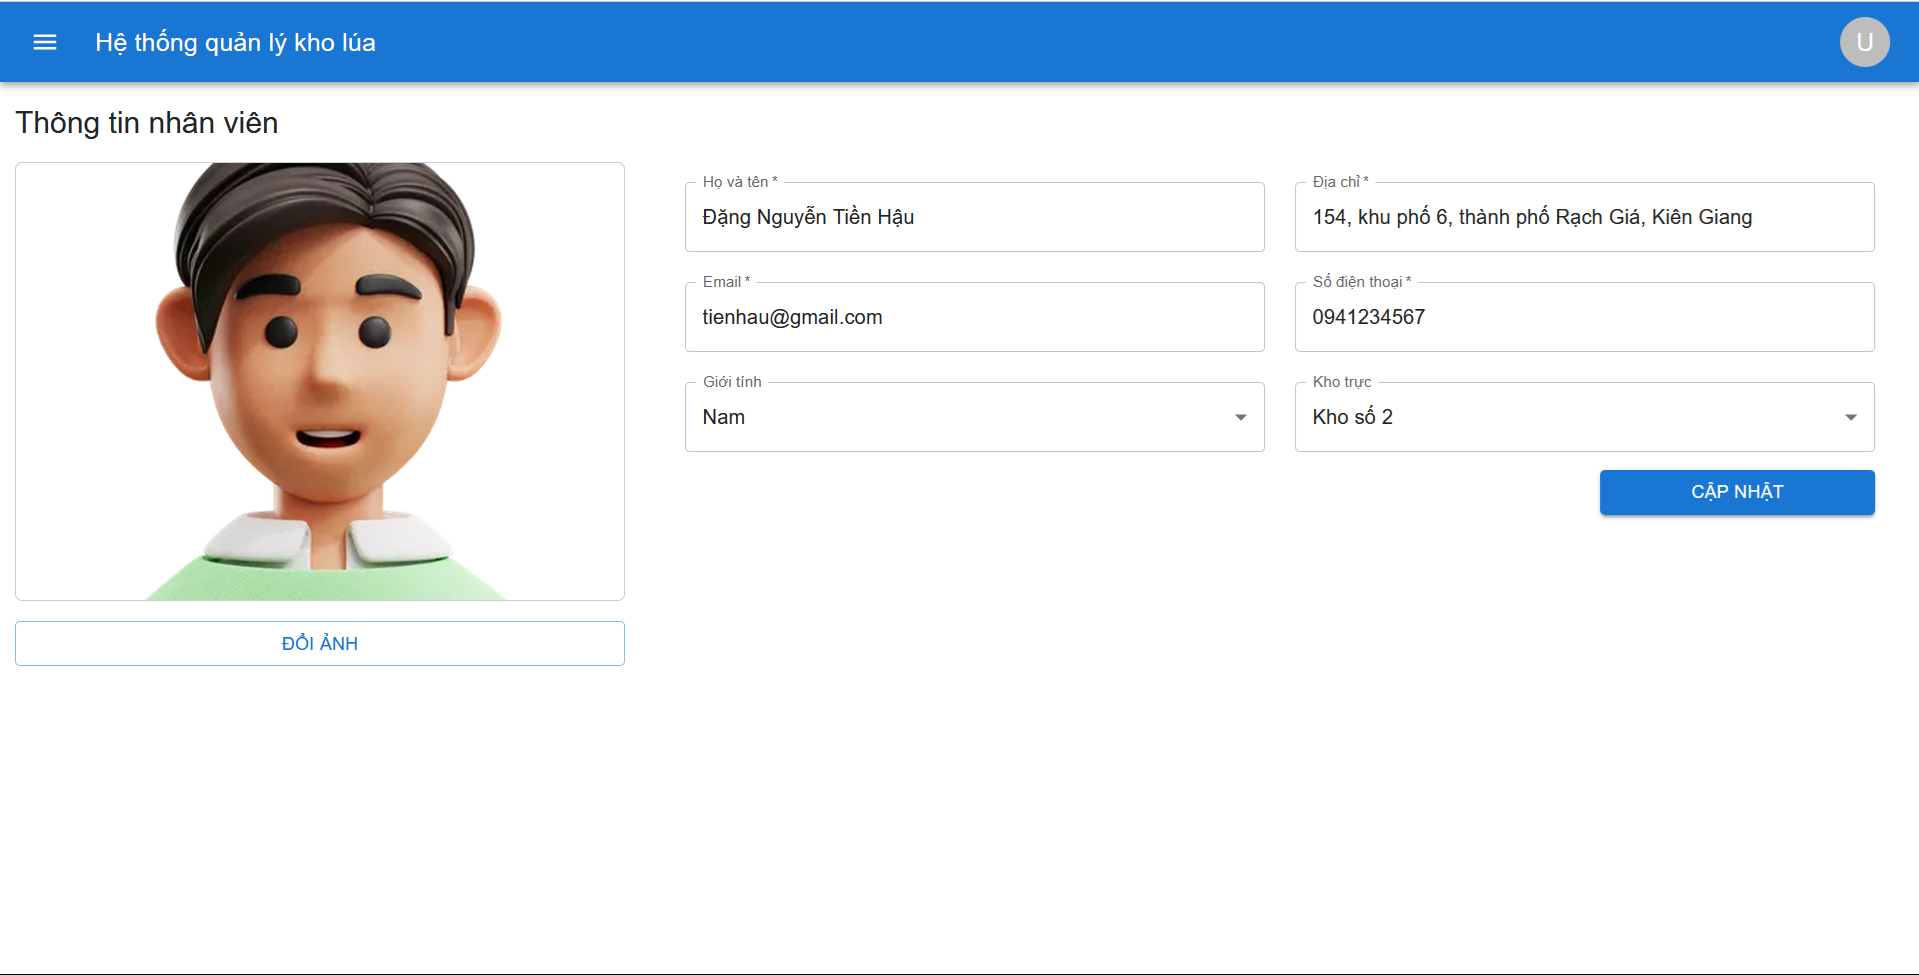 Hệ thống quản lý kho lúa
U
Thông tin nhân viên
Họ và tên *
Đặng Nguyễn Tiền Hậu
Địa chỉ *
154, khu phố 6, thành phố Rạch Giá, Kiên Giang
Email *
tienhau@gmail.com
Số điện thoại *
0941234567
Giới tính
Nam
Kho trực
Kho số 2
CẬP NHẬT
ĐỔI ẢNH